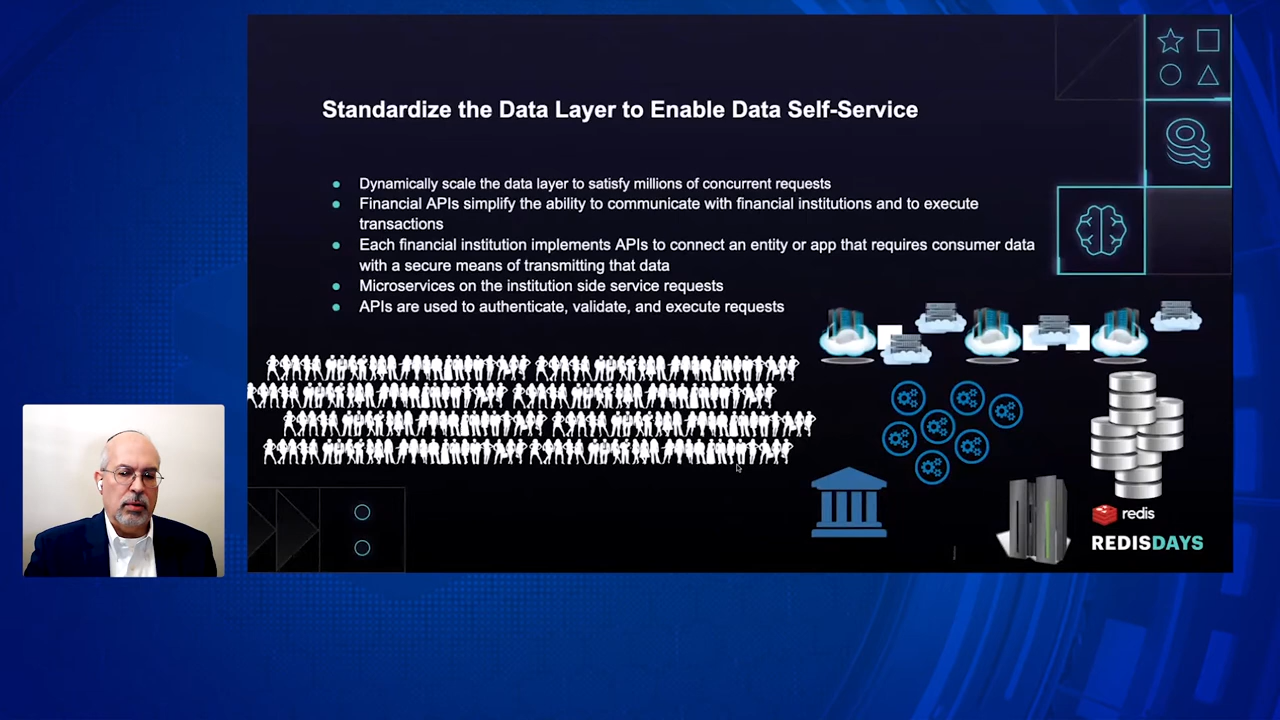 Standardize the Data Layer to Enable Data Self-Service
Dynamically scale the data layer to satisfy millions of concurrent requests
Financial APIs simplify the ability to communicate with financial institutions and to execute
transactions
Each financial institution implements APIs to connect an entity or app that requires consumer data
with a secure means of transmitting that data
Microservices on the institution side service requests
APIs are used to authenticate, validate, and execute requests
redis
REDISDAYS